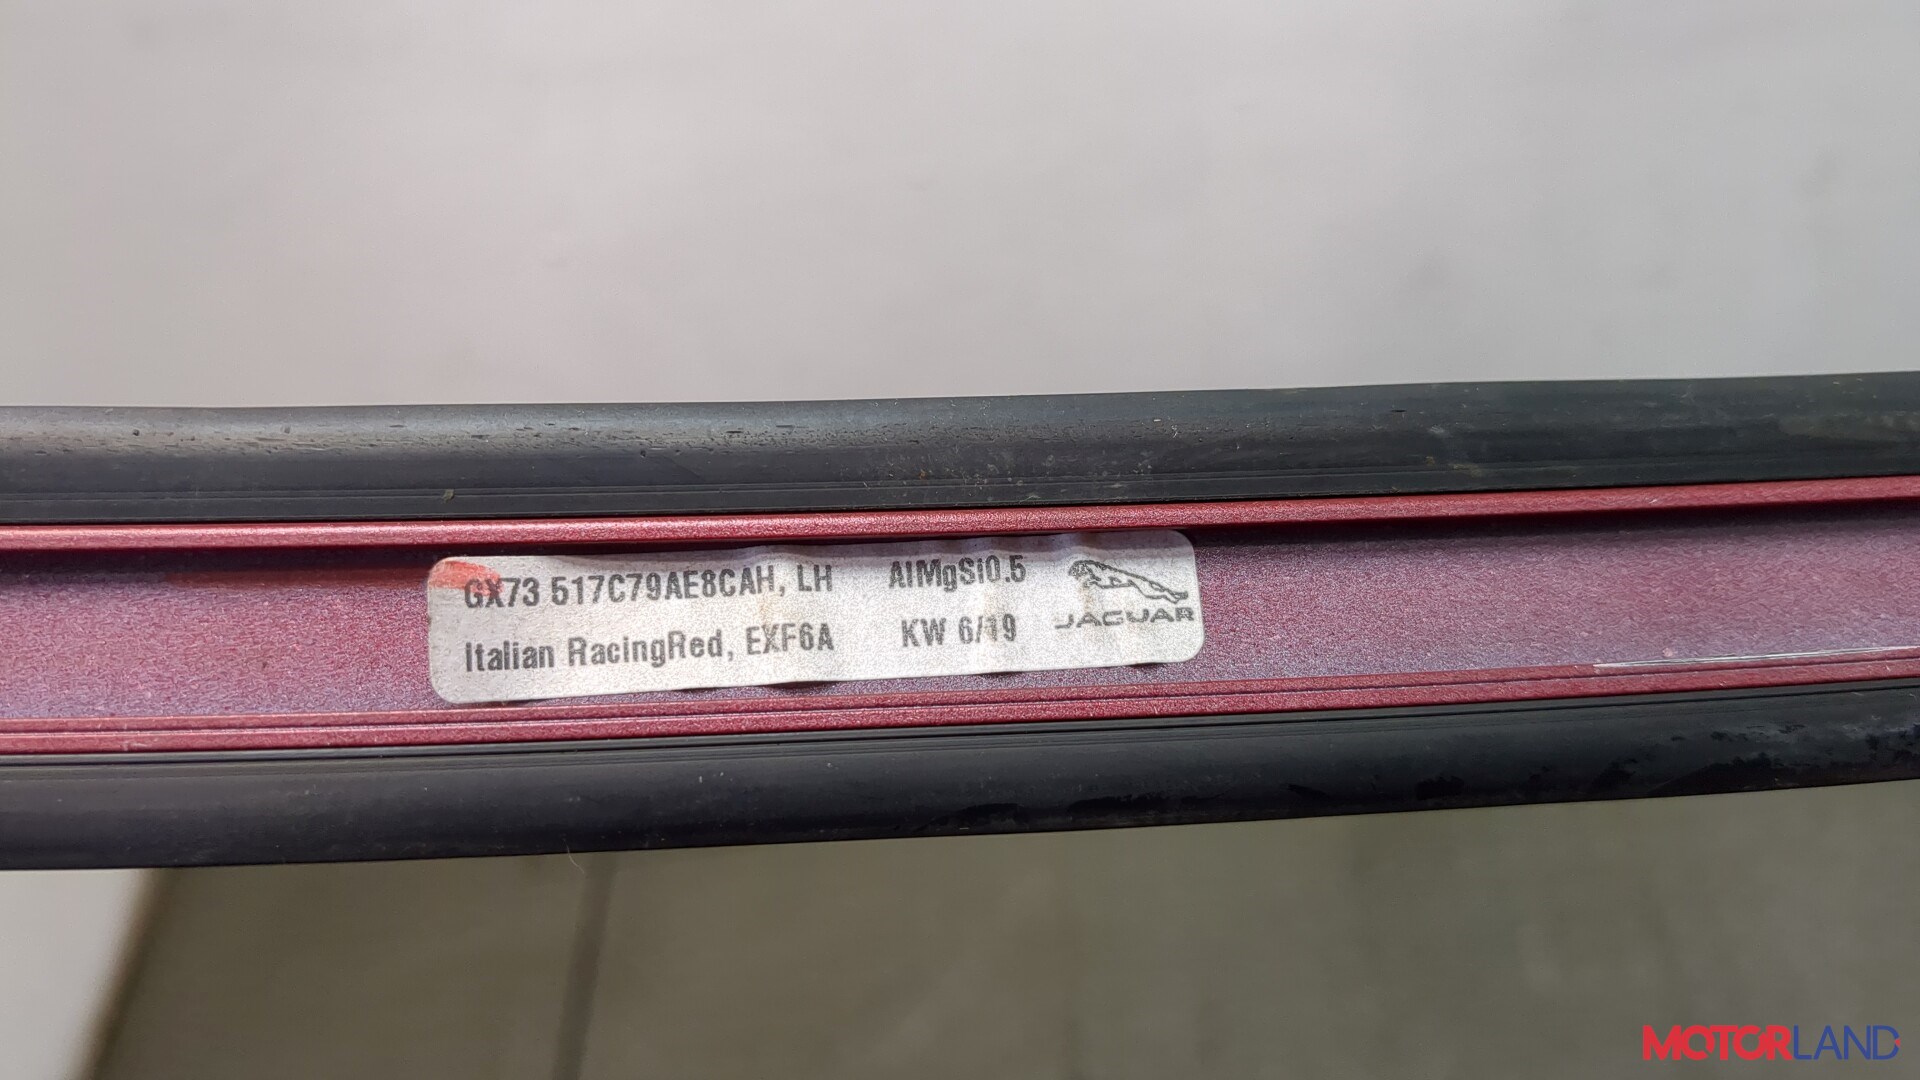 GX73 517C79AE8CAH, LH AlMgSi0.5
Italian RacingRed, EXF6A KW 6/19
JAGUAR
MOTORLAND